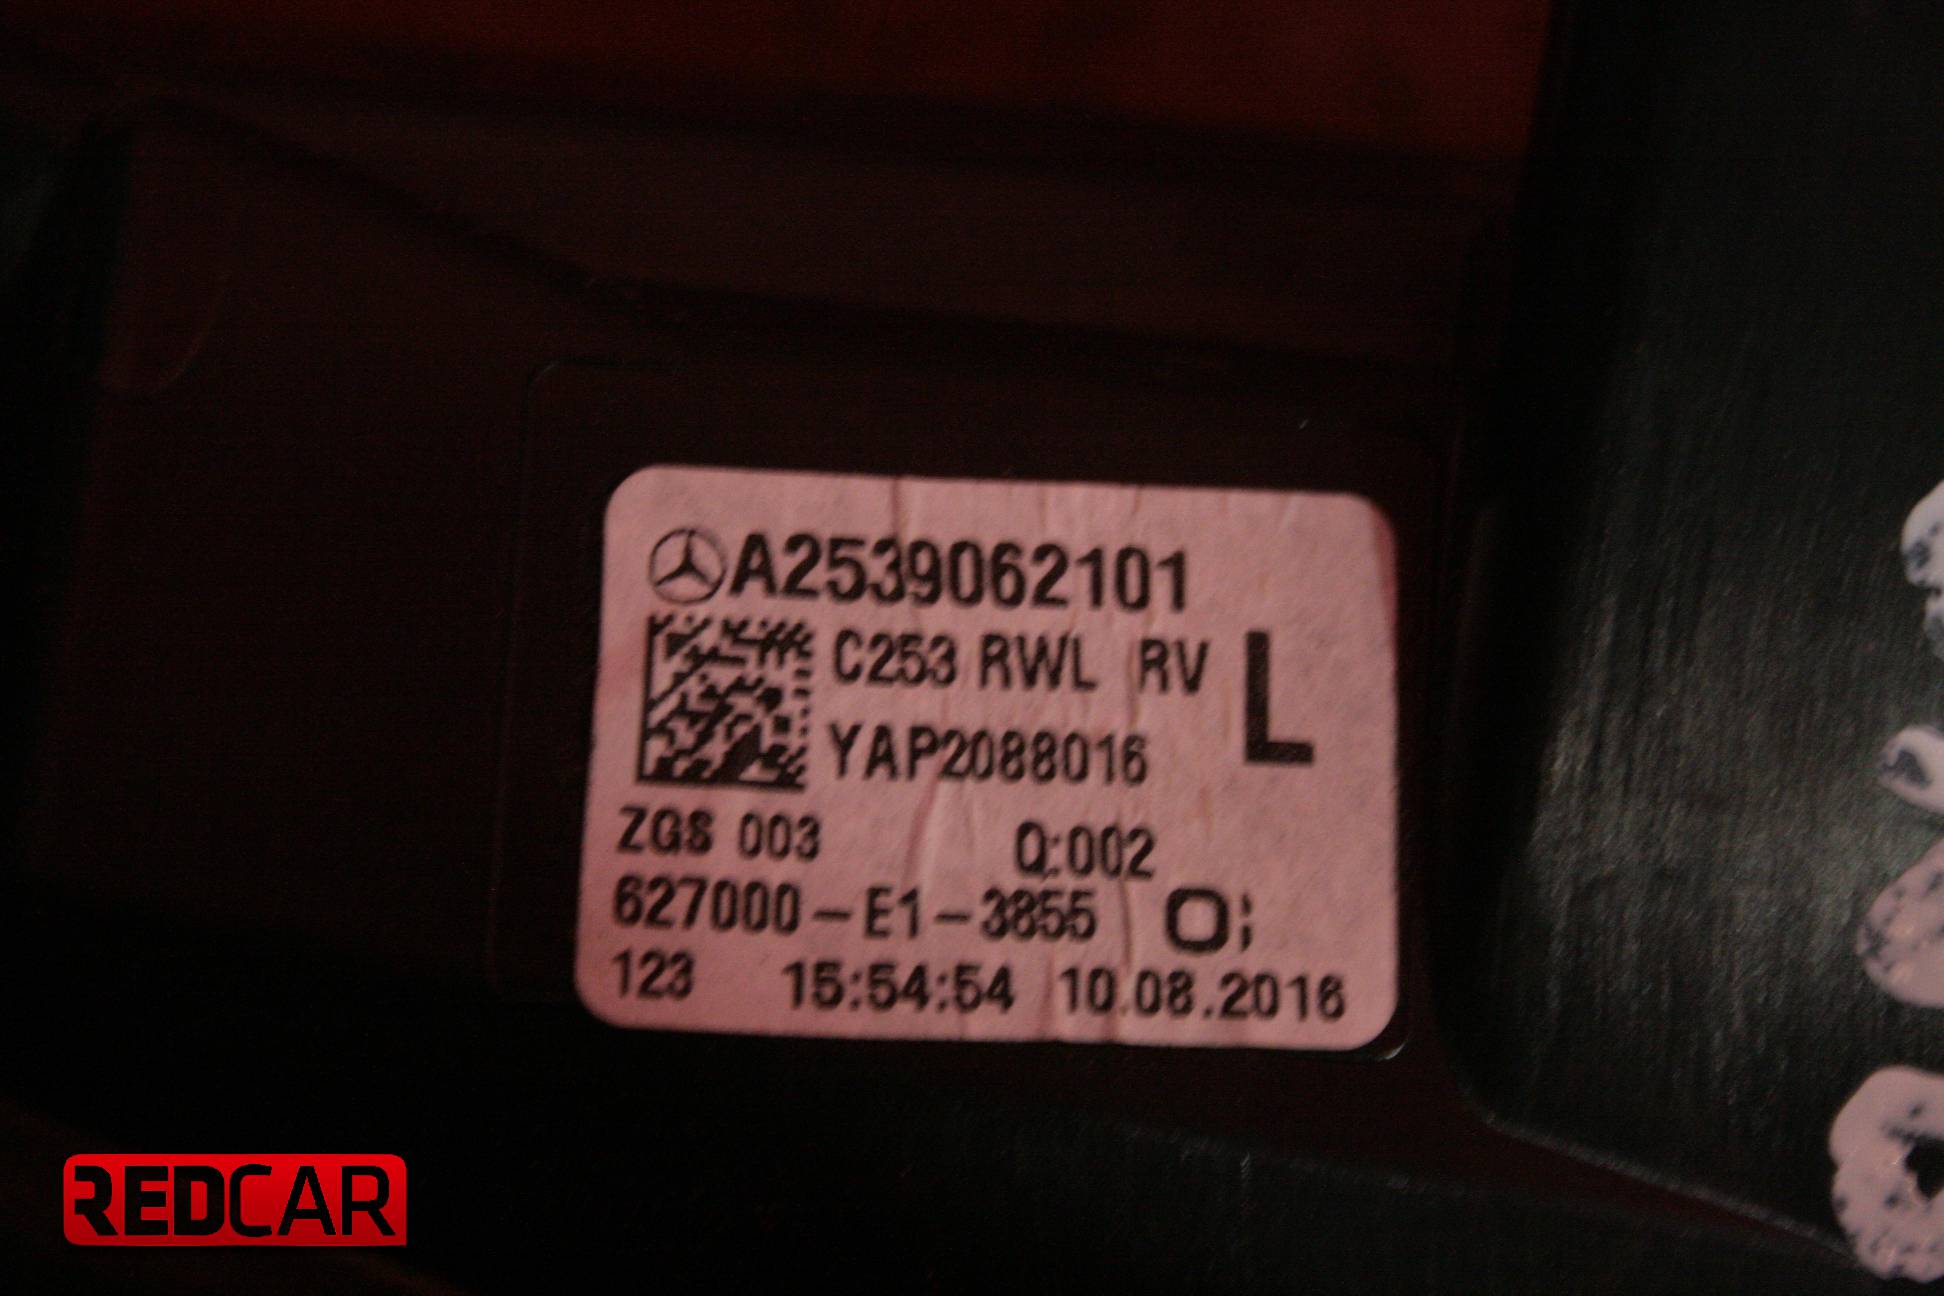 A2539062101
C253 RWL RV L
YAP2088016
ZGS 003 Q:002
627000-E1-3855
123 15:54:54 10.08.2016
REDCAR